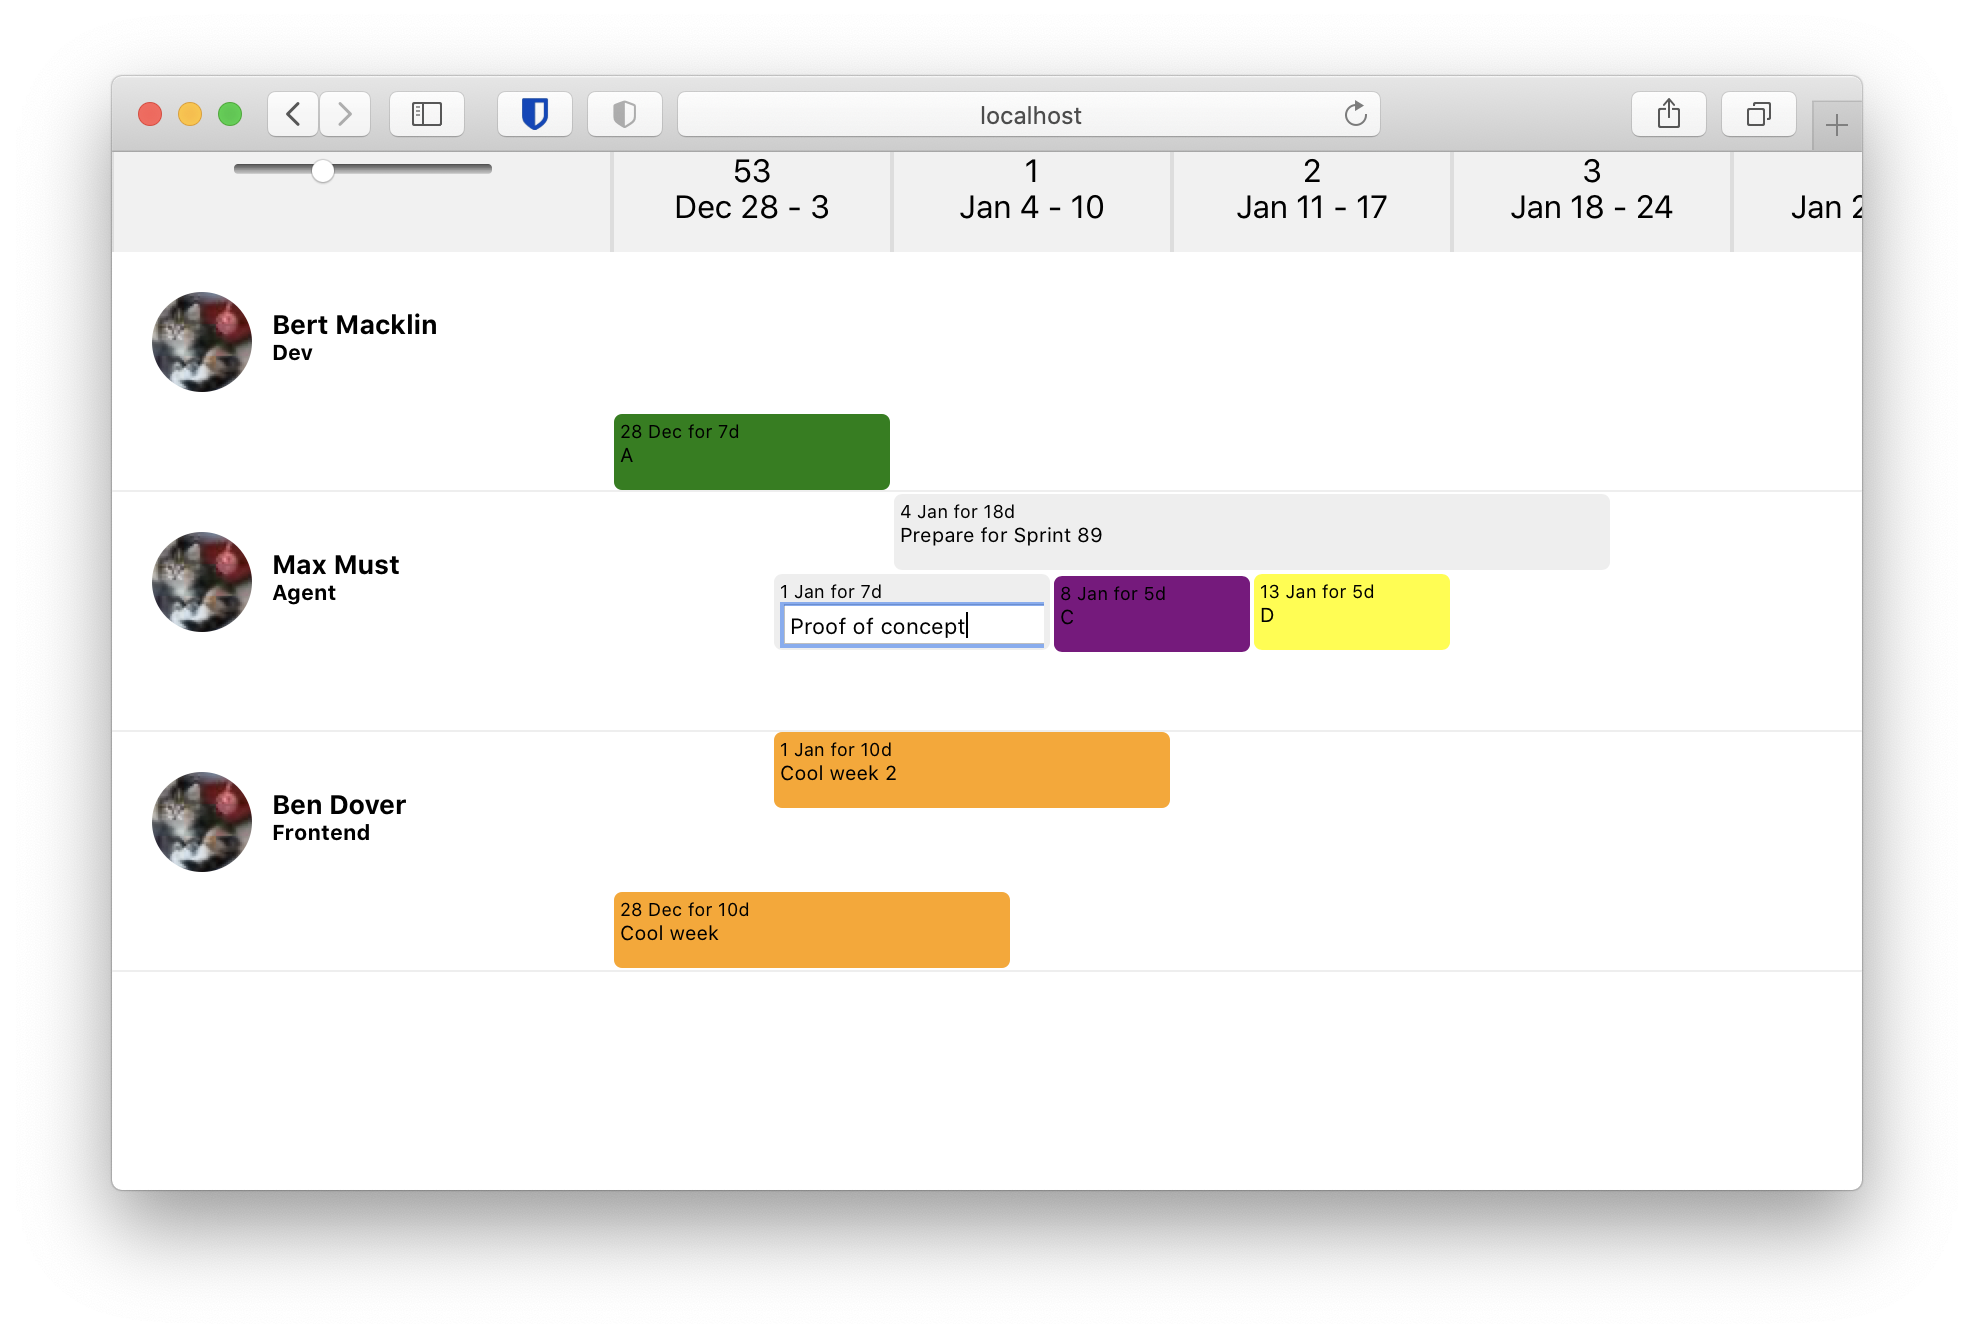 localhost
53
Dec 28 - 3
1
Jan 4 - 10
2
Jan 11 - 17
3
Jan 18 - 24
Jan 2
Bert Macklin
Dev
28 Dec for 7d
A
4 Jan for 18d
Prepare for Sprint 89
Max Must
Agent
1 Jan for 7d
Proof of concept
8 Jan for 5d
C
13 Jan for 5d
D
1 Jan for 10d
Cool week 2
Ben Dover
Frontend
28 Dec for 10d
Cool week